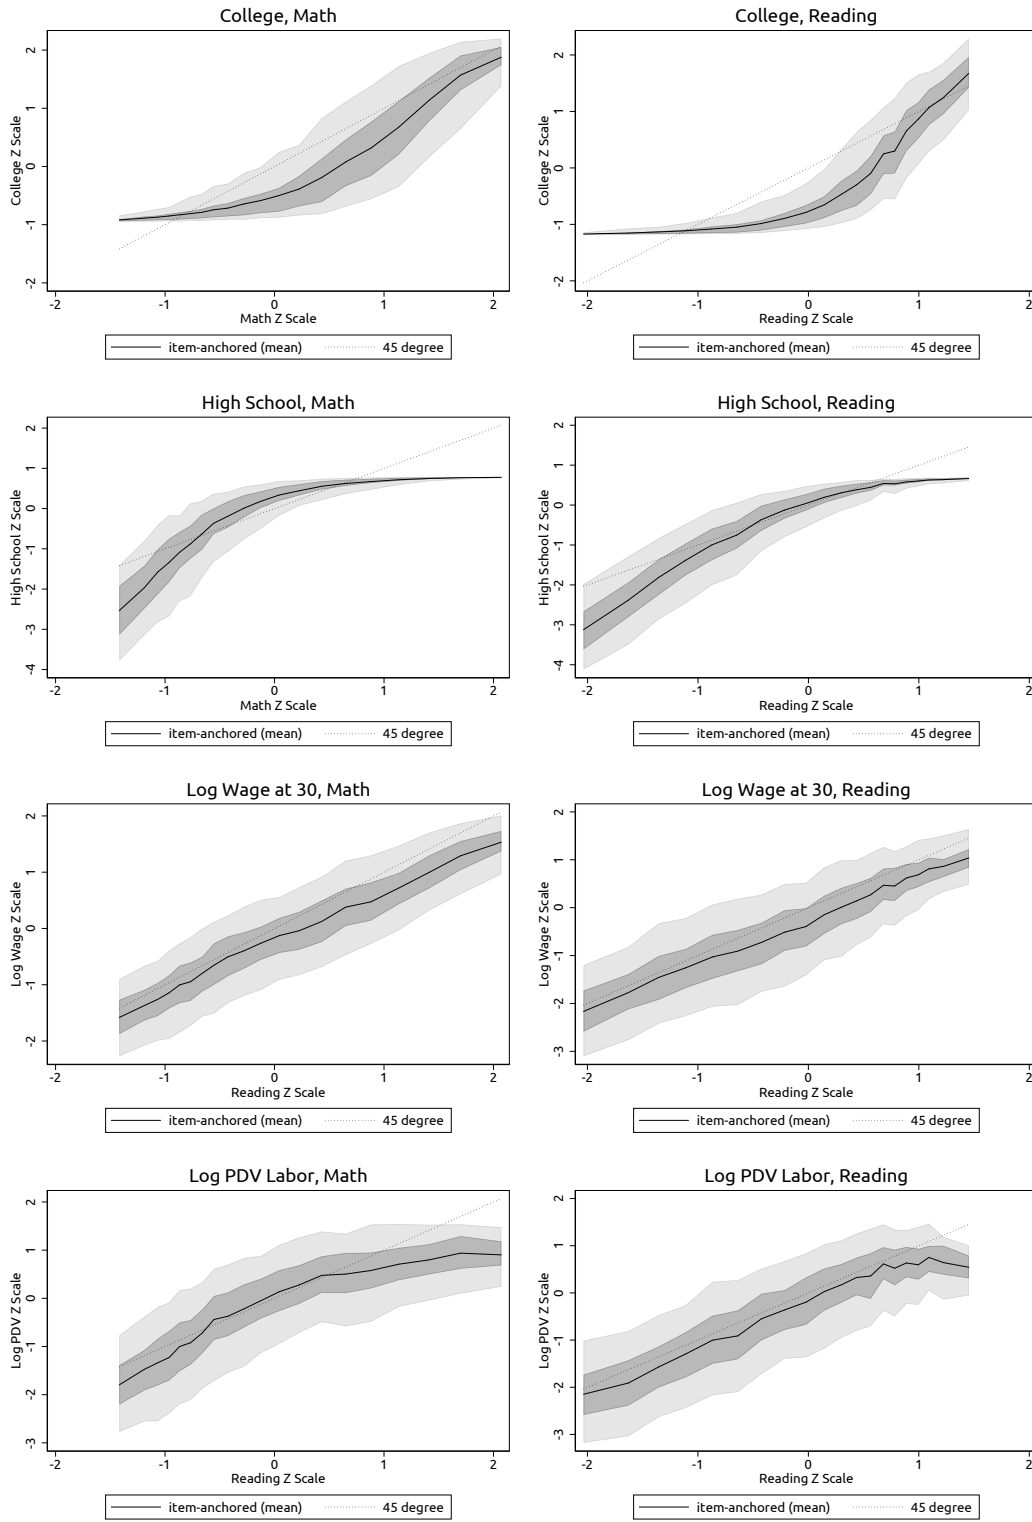 College, Math
College Z Scale
-2 -1 0 1 2
-2 -1 0 1 2
Math Z Scale
item-anchored (mean) 45 degree
College, Reading
College Z Scale
-2 -1 0 1 2
-2 -1 0 1 2
Reading Z Scale
item-anchored (mean) 45 degree
High School, Math
High School Z Scale
-4 -3 -2 -1 0 1 2
-2 -1 0 1 2
Math Z Scale
item-anchored (mean) 45 degree
High School, Reading
High School Z Scale
-4 -3 -2 -1 0 1 2
-2 -1 0 1 2
Reading Z Scale
item-anchored (mean) 45 degree
Log Wage at 30, Math
Log Wage Z Scale
-2 -1 0 1 2
-2 -1 0 1 2
Reading Z Scale
item-anchored (mean) 45 degree
Log Wage at 30, Reading
Log Wage Z Scale
-3 -2 -1 0 1 2
-2 -1 0 1 2
Reading Z Scale
item-anchored (mean) 45 degree
Log PDV Labor, Math
Log PDV Z Scale
-3 -2 -1 0 1 2
-2 -1 0 1 2
Reading Z Scale
item-anchored (mean) 45 degree
Log PDV Labor, Reading
Log PDV Z Scale
-3 -2 -1 0 1 2
-2 -1 0 1 2
Reading Z Scale
item-anchored (mean) 45 degree